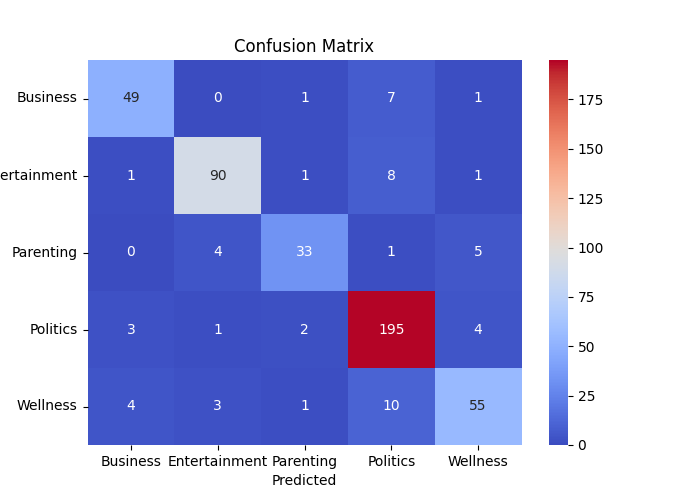 Confusion Matrix
Business 49 0 1 7 1
ertainment 1 90 1 8 1
Parenting 0 4 33 1 5
Politics 3 1 2 195 4
Wellness 4 3 1 10 55
Business Entertainment Parenting Politics Wellness
Predicted
175
150
125
100
75
50
25
0